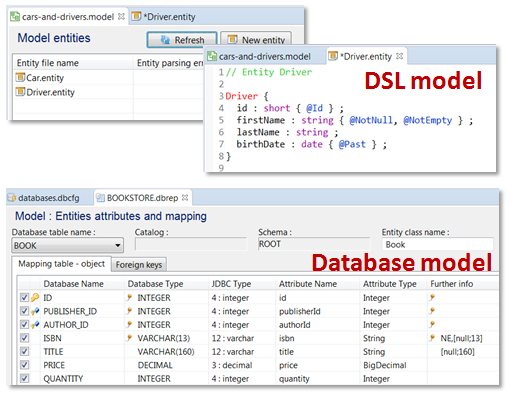 cars-and-drivers.model *Driver.entity
Model entities
Refresh New entity
Entity file name Entity parsing er
Car.entity
Driver.entity
cars-and-drivers.model *Driver.entity
DSL model
1 // Entity Driver
2
3 Driver {
4 id : short { @Id } ;
5 firstName : string { @NotNull, @NotEmpty } ;
6 lastName : string ;
7 birthDate : date { @Past } ;
8 }
9
databases.dbcfg BOOKSTORE.dbrep
Model : Entities attributes and mapping
Database table name : Catalog : Schema : Entity class name :
BOOK ROOT Book
Database model
Mapping table - object Foreign keys
Database Name Database Type JDBC Type Attribute Name Attribute Type Further info
ID INTEGER 4 : integer id Integer
PUBLISHER_ID INTEGER 4 : integer publisherId Integer
AUTHOR_ID INTEGER 4 : integer authorId Integer
ISBN VARCHAR(13) 12 : varchar isbn String NE,[null;13]
TITLE VARCHAR(160) 12 : varchar title String [null;160]
PRICE DECIMAL 3 : decimal price BigDecimal
QUANTITY INTEGER 4 : integer quantity Integer